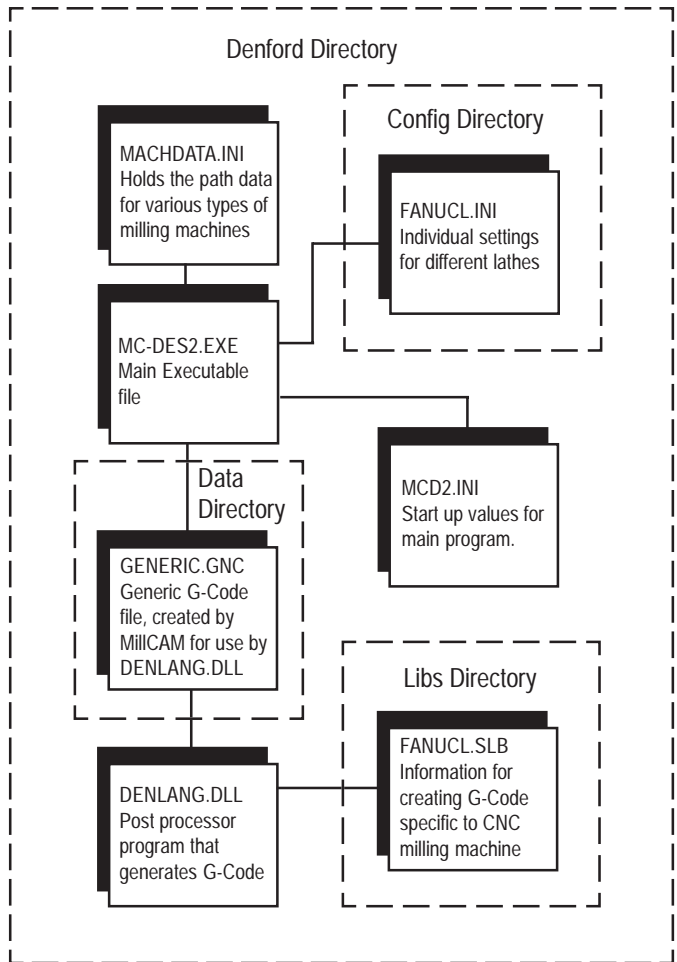 Denford Directory
MACHDATA.INI
Holds the path data
for various types of
milling machines
Config Directory
FANUCL.INI
Individual settings
for different lathes
MC-DES2.EXE
Main Executable
file
MCD2.INI
Start up values for
main program.
Data
Directory
GENERIC.GNC
Generic G-Code
file, created by
MillCAM for use by
DENLANG.DLL
Libs Directory
FANUCL.SLB
Information for
creating G-Code
specific to CNC
milling machine
DENLANG.DLL
Post processor
program that
generates G-Code